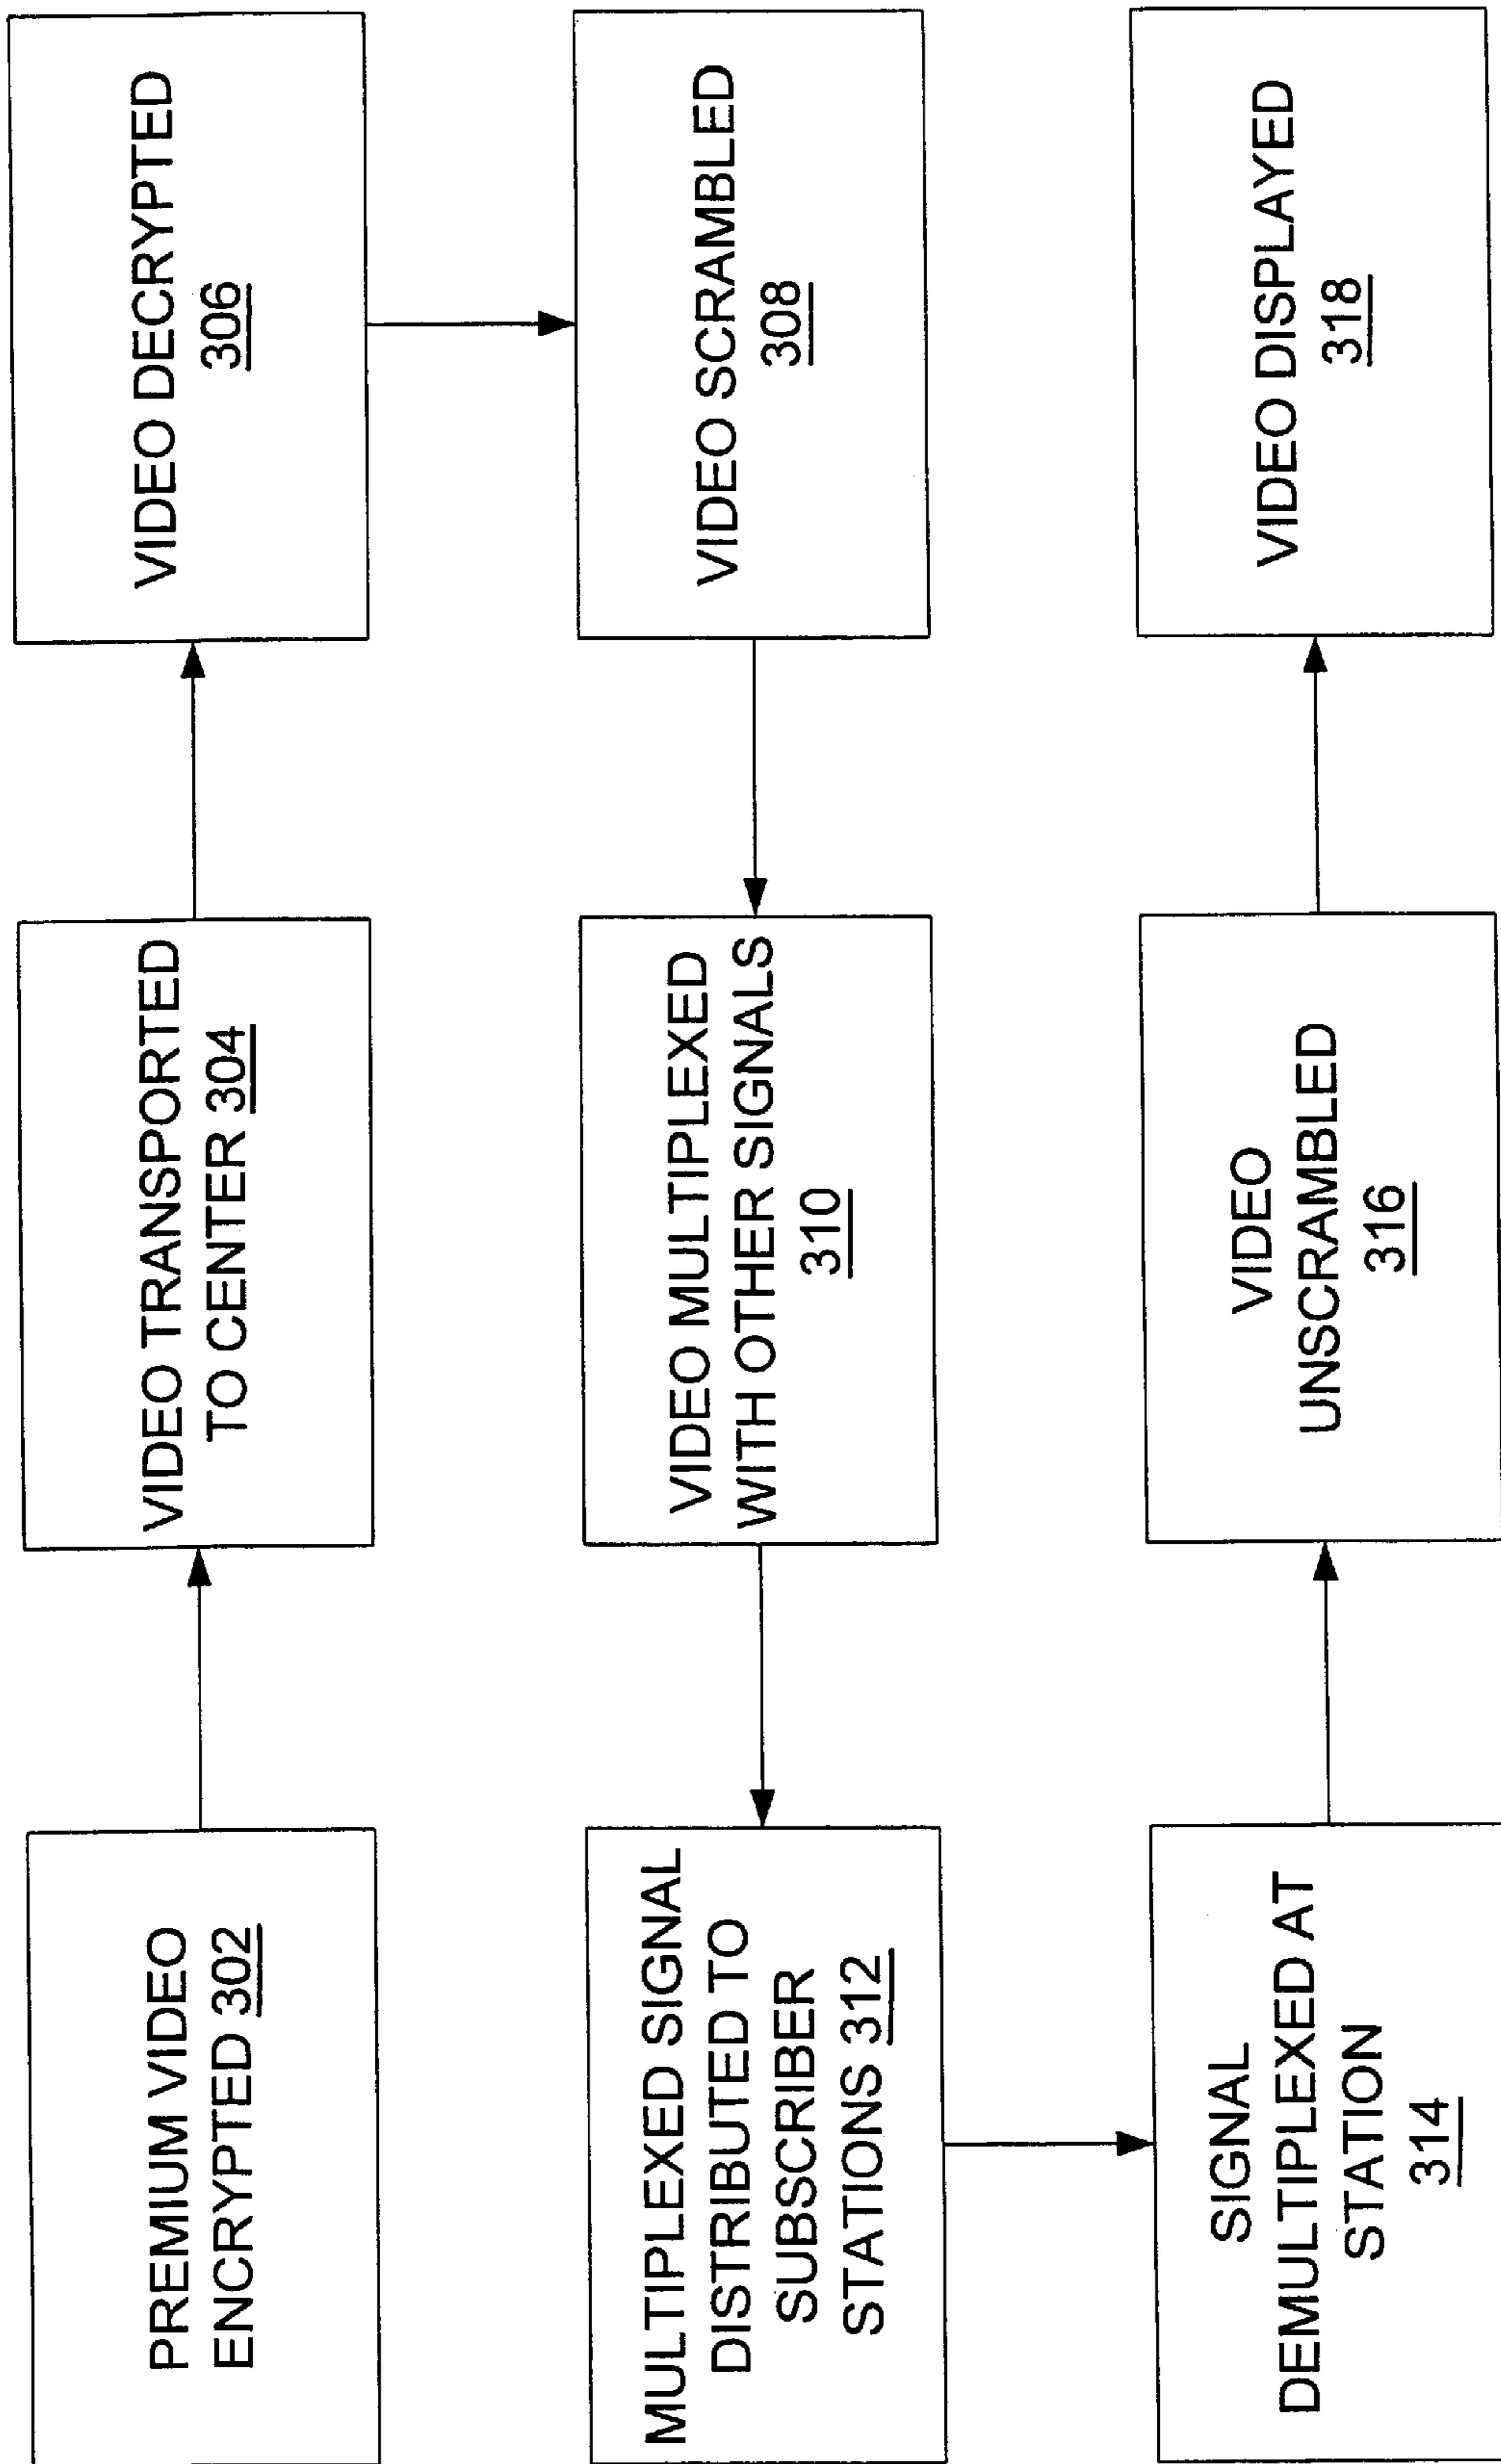 PREMIUM VIDEO
ENCRYPTED 302
VIDEO TRANSPORTED
TO CENTER 304
VIDEO DECRYPTED
306
VIDEO SCRAMBLED
308
VIDEO MULTIPLEXED
WITH OTHER SIGNALS
310
MULTIPLEXED SIGNAL
DISTRIBUTED TO
SUBSCRIBER
STATIONS 312
SIGNAL
DEMULTIPLEXED AT
STATION
314
VIDEO
UNSCRAMBLED
316
VIDEO DISPLAYED
318